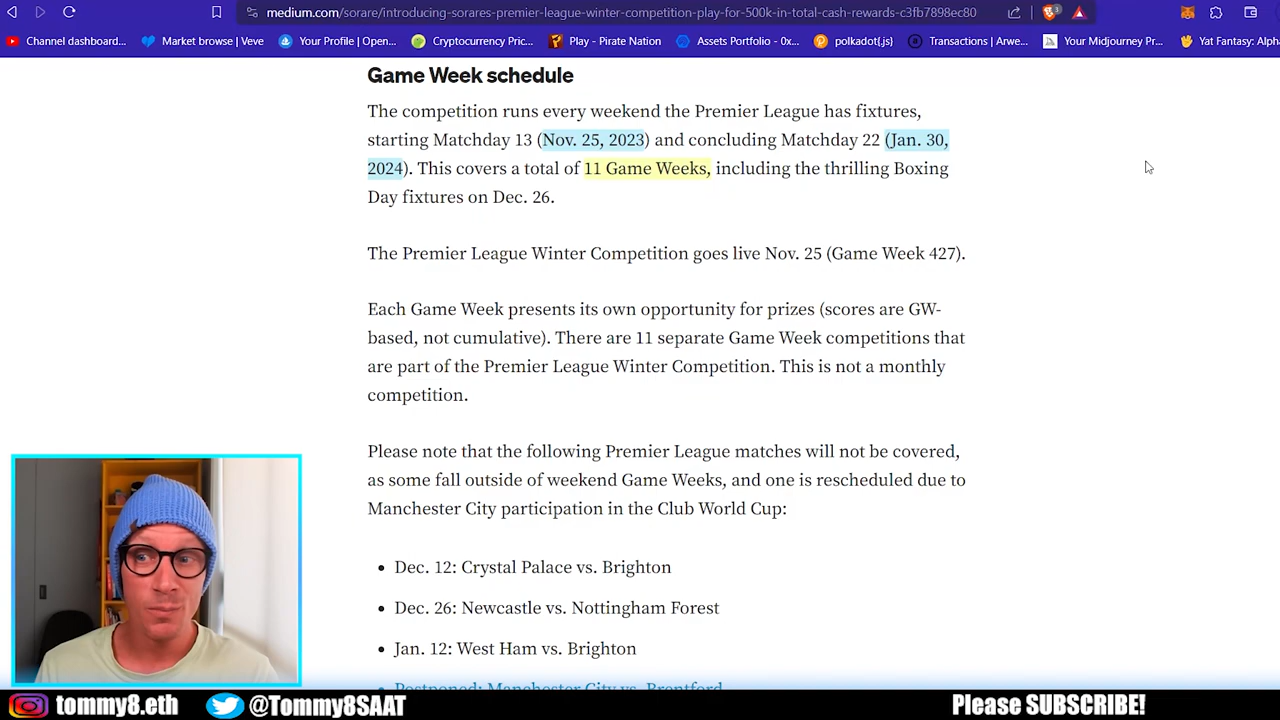 medium.com/sorare/introducing-sorares-premier-league-winter-competition-play-for-500k-in-total-cash-rewards-c3fb7898ec80
3
Channel dashboard... Market browse | Veve Your Profile | Open... Cryptocurrency Pric... Play - Pirate Nation Assets Portfolio - 0x... polkadot{.js} Transactions | Arwe... Your Midjourney Pr... Yat Fantasy: Alpha
Game Week schedule
The competition runs every weekend the Premier League has fixtures,
starting Matchday 13 (Nov. 25, 2023) and concluding Matchday 22 (Jan. 30,
2024). This covers a total of 11 Game Weeks, including the thrilling Boxing
Day fixtures on Dec. 26.
The Premier League Winter Competition goes live Nov. 25 (Game Week 427).
Each Game Week presents its own opportunity for prizes (scores are GW-
based, not cumulative). There are 11 separate Game Week competitions that
are part of the Premier League Winter Competition. This is not a monthly
competition.
Please note that the following Premier League matches will not be covered,
as some fall outside of weekend Game Weeks, and one is rescheduled due to
Manchester City participation in the Club World Cup:
• Dec. 12: Crystal Palace vs. Brighton
• Dec. 26: Newcastle vs. Nottingham Forest
• Jan. 12: West Ham vs. Brighton
• Postponed: Manchester City vs. Brentford
tommy8.eth @Tommy8SAAT Please SUBSCRIBE!